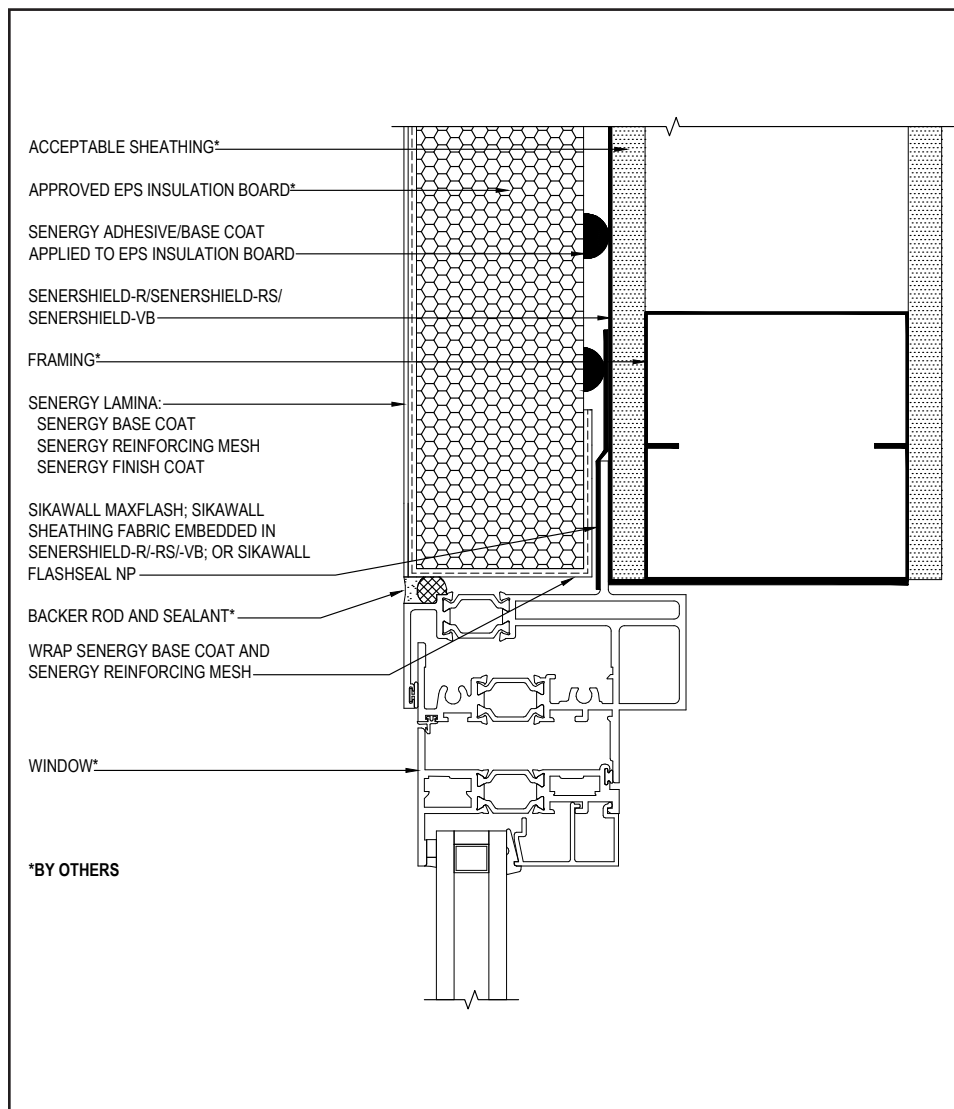 ACCEPTABLE SHEATHING*
APPROVED EPS INSULATION BOARD*
SENERGY ADHESIVE/BASE COAT
APPLIED TO EPS INSULATION BOARD
SENERSHIELD-R/SENERSHIELD-RS/
SENERSHIELD-VB
FRAMING*
SENERGY LAMINA:
SENERGY BASE COAT
SENERGY REINFORCING MESH
SENERGY FINISH COAT
SIKAWALL MAXFLASH; SIKAWALL
SHEATHING FABRIC EMBEDDED IN
SENERSHIELD-R/-RS/-VB; OR SIKAWALL
FLASHSEAL NP
BACKER ROD AND SEALANT*
WRAP SENERGY BASE COAT AND
SENERGY REINFORCING MESH
WINDOW*
*BY OTHERS